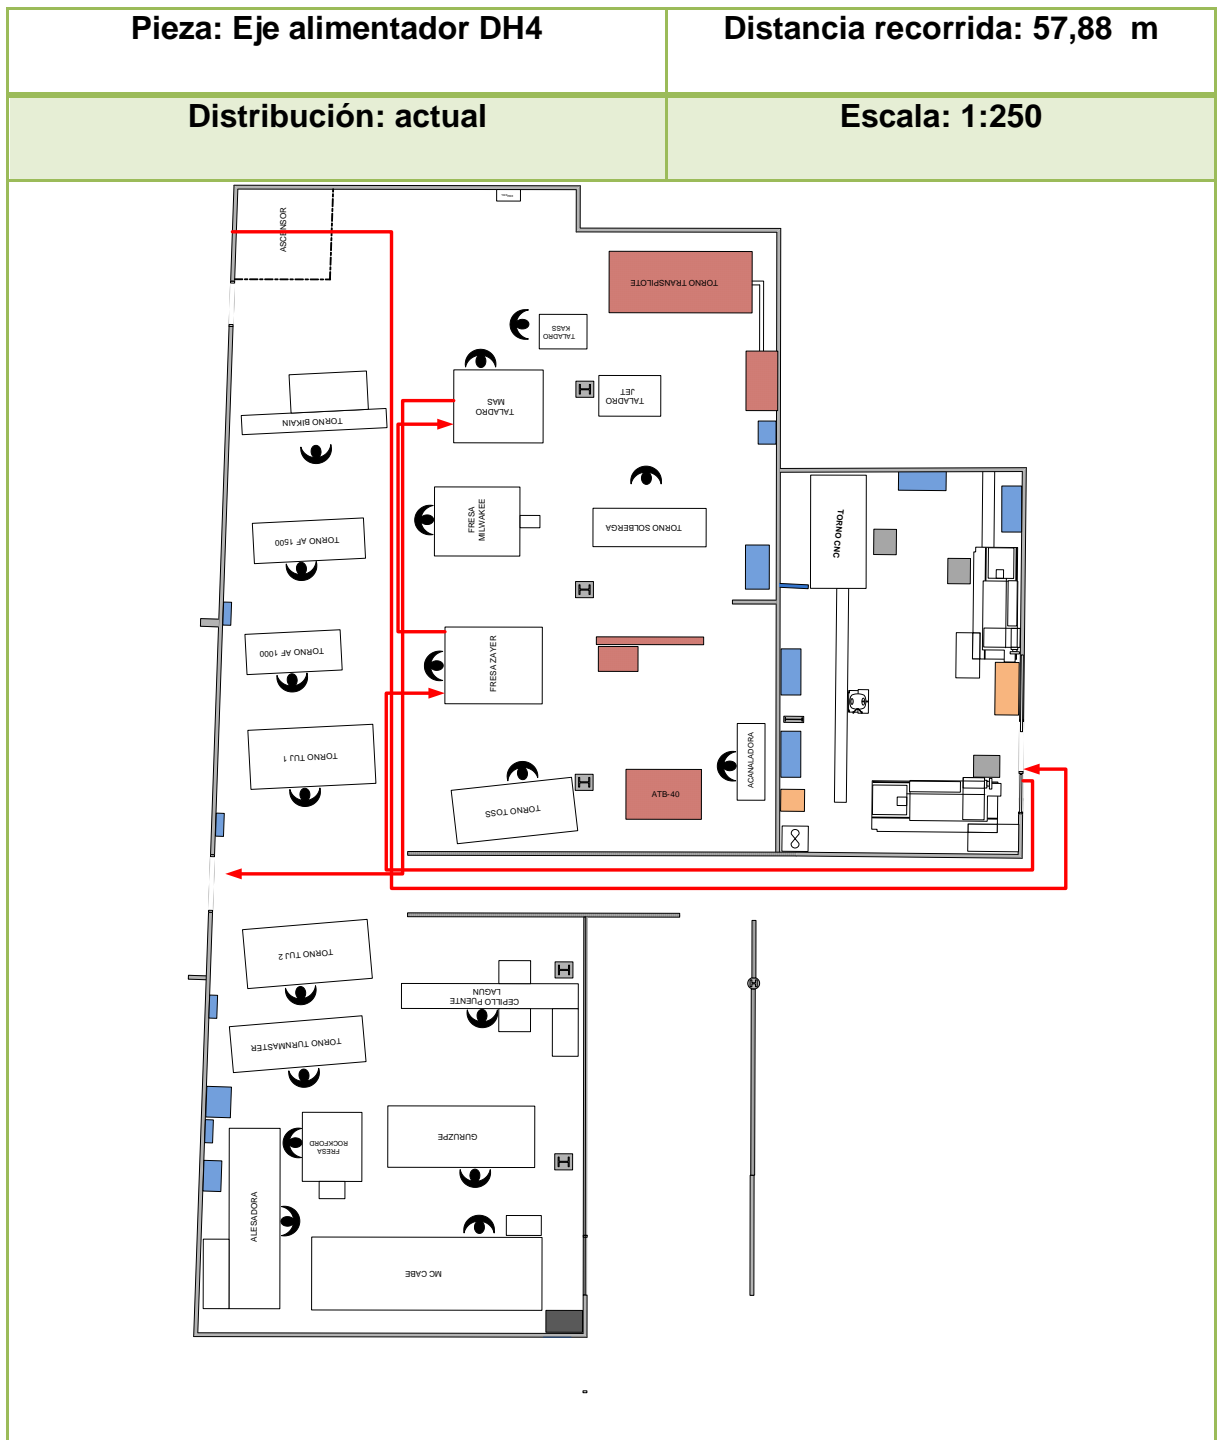 Pieza: Eje alimentador DH4
Distancia recorrida: 57,88 m
Distribución: actual
Escala: 1:250
ASCENSOR
TORNO TRANSPILOTE
TALADRO
KASS
TALADRO
MAS
TALADRO
JET
TORNO BIKAIN
FRESA
MILWAKEE
TORNO SOLBERGA
TORNO CNC
TORNO AF 1500
TORNO AF 1000
FRESA ZAYER
TORNO TUJ 1
ACANALADORA
ATB-40
TORNO TOSS
TORNO TUJ 2
CEPILLO PUENTE
LAGUN
TORNO TURNMASTER
FRESA
ROCKFORD
GURUZPE
ALESADORA
MC CABE